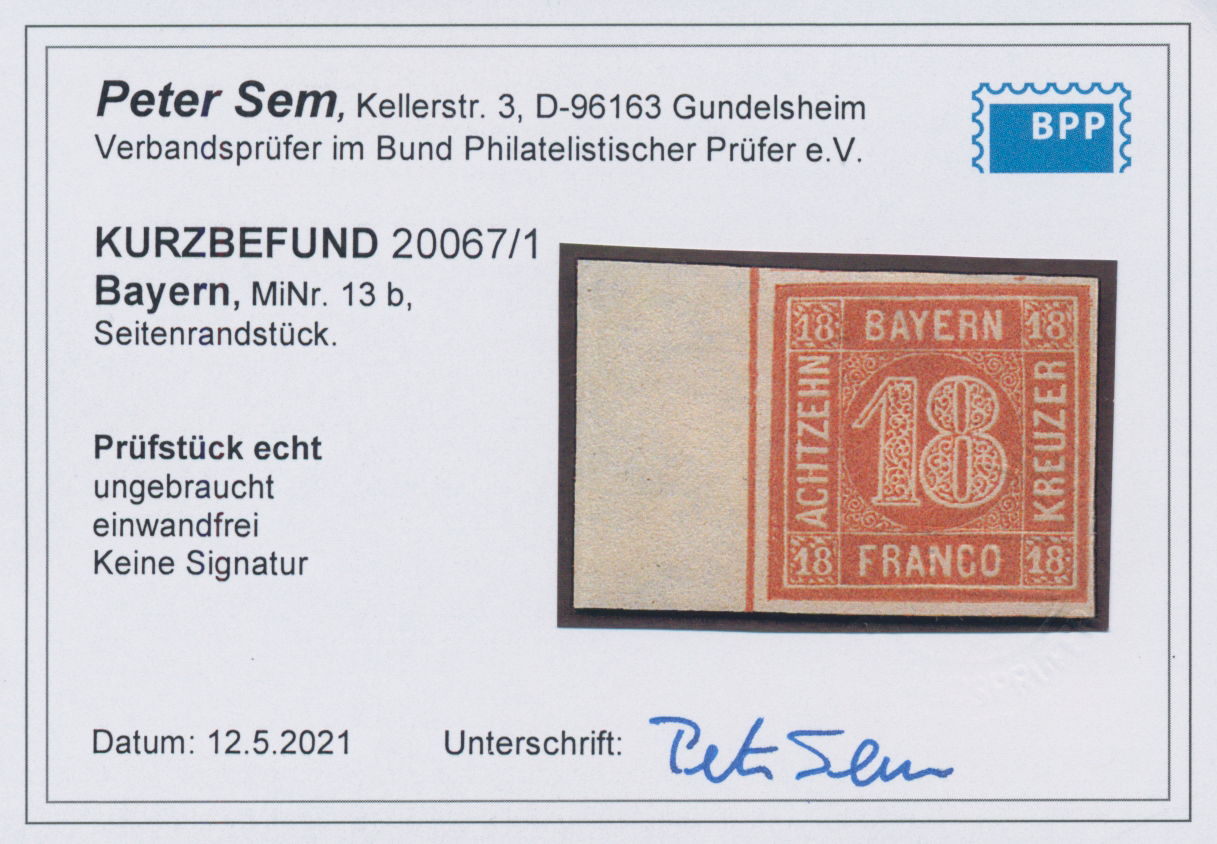 Peter Sem, Kellerstr. 3, D-96163 Gundelsheim
Verbandsprüfer im Bund Philatelistischer Prüfer e.V.
BPP
KURZBEFUND 20067/1
Bayern, MiNr. 13 b,
Seitenrandstück.
Prüfstück echt
ungebraucht
einwandfrei
Keine Signatur
18 BAYERN 18
ACHTZEHN
18
KREUZER
18 FRANCO 18
Datum: 12.5.2021 Unterschrift: Peter Sem